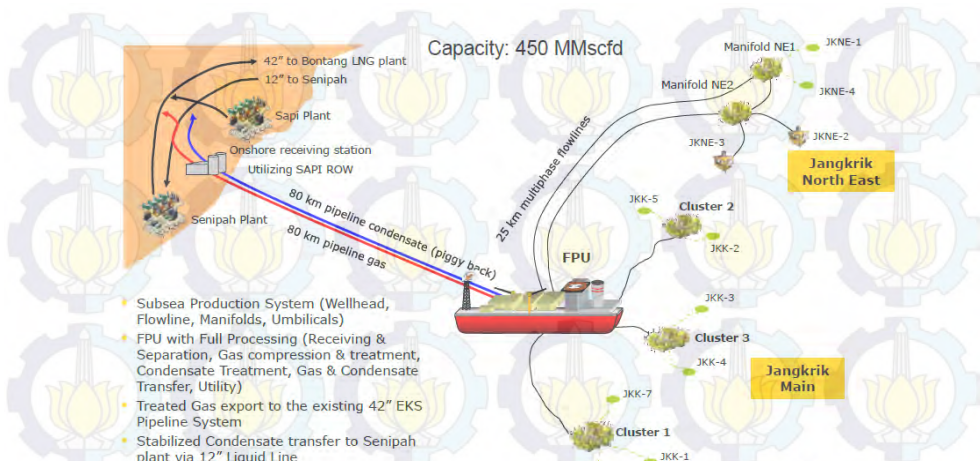 Capacity: 450 MMscfd
42” to Bontang LNG plant
12” to Senipah
Sapi Plant
Onshore receiving station
Utilizing SAPI ROW
Senipah Plant
80 km pipeline condensate (piggy back)
80 km pipeline gas
25 km multiphase flowlines
FPU
Manifold NE1
JKNE-1
JKNE-4
Manifold NE2
JKNE-2
JKNE-3
Jangkrik
North East
JKK-5
Cluster 2
JKK-2
JKK-3
Cluster 3
JKK-4
Jangkrik
Main
JKK-7
Cluster 1
JKK-1
Subsea Production System (Wellhead,
Flowline, Manifolds, Umbilicals)
FPU with Full Processing (Receiving &
Separation, Gas compression & treatment,
Condensate Treatment, Gas & Condensate
Transfer, Utility)
Treated Gas export to the existing 42” EKS
Pipeline System
Stabilized Condensate transfer to Senipah
plant via 12” Liquid Line